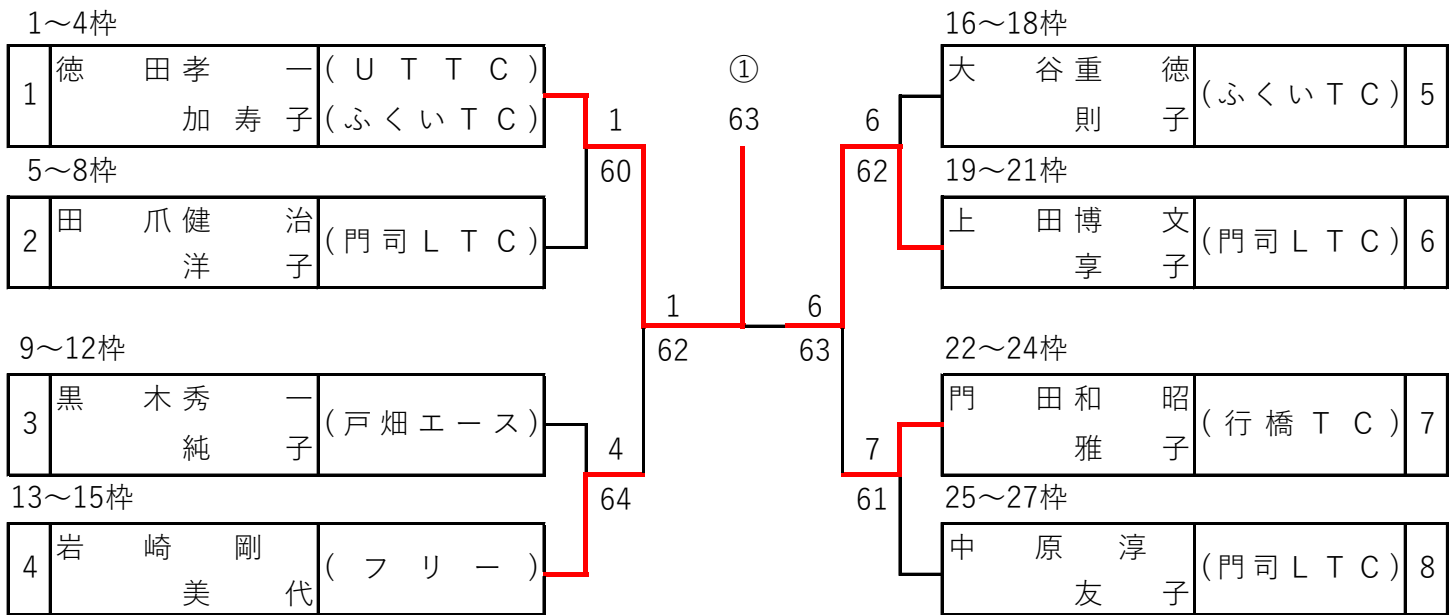 1～4枠
1 徳田孝一 (UTTC)
加寿子 (ふくいTC)
5～8枠
2 田爪健治 (門司LTC)
洋子
9～12枠
3 黒木秀一 (戸畑エース)
純子
13～15枠
4 岩崎剛 (フリー)
美代
1
60
4
64
1
62
①
63
6
63
6
62
7
61
16～18枠
大谷重徳 (ふくいTC) 5
則子
19～21枠
上田博文 (門司LTC) 6
享子
22～24枠
門田和昭 (行橋TC) 7
雅子
25～27枠
中原淳 (門司LTC) 8
友子